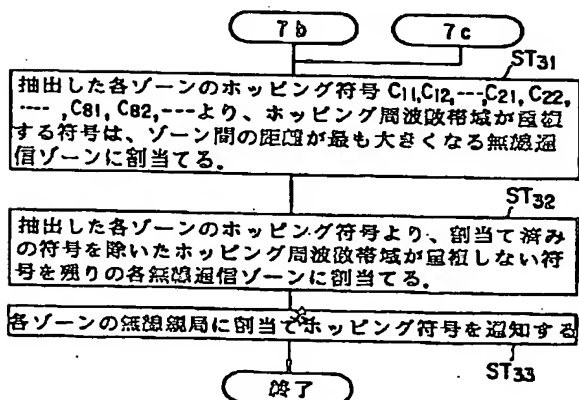 7b 7c
ST31
抽出した各ゾーンのホッピング符号C11,C12,---,C21,C22,
----,C81,C82,---より、ホッピング周波数帯域が重複
する符号は、ゾーン間の距離が最も大きくなる無線通
信ゾーンに割当てる.
ST32
抽出した各ゾーンのホッピング符号より、割当て済み
の符号を除いたホッピング周波数帯域が重複しない符
号を残りの各無線通信ゾーンに割当てる.
各ゾーンの無線親局に割当てホッピング符号を通知する
ST33
終了